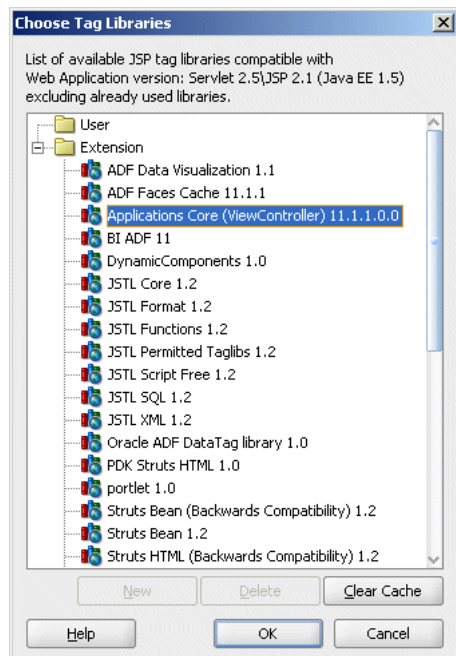 Choose Tag Libraries
List of available JSP tag libraries compatible with
Web Application version: Servlet 2.5\JSP 2.1 (Java EE 1.5)
excluding already used libraries.
User
Extension
ADF Data Visualization 1.1
ADF Faces Cache 11.1.1
Applications Core (ViewController) 11.1.1.0.0
BI ADF 11
DynamicComponents 1.0
JSTL Core 1.2
JSTL Format 1.2
JSTL Functions 1.2
JSTL Permitted Taglibs 1.2
JSTL Script Free 1.2
JSTL SQL 1.2
JSTL XML 1.2
Oracle ADF DataTag library 1.0
PDK Struts HTML 1.0
portlet 1.0
Struts Bean (Backwards Compatibility) 1.2
Struts Bean 1.2
Struts HTML (Backwards Compatibility) 1.2
New Delete Clear Cache
Help OK Cancel